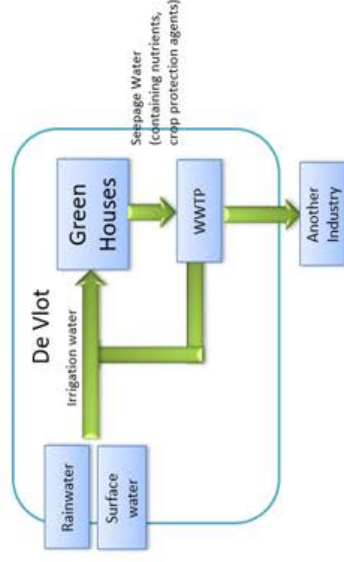 De Vlot
Rainwater
Surface
water
Irrigation water
Green
Houses
Seepage Water
(containing nutrients,
crop protection agents)
WWTP
Another
Industry